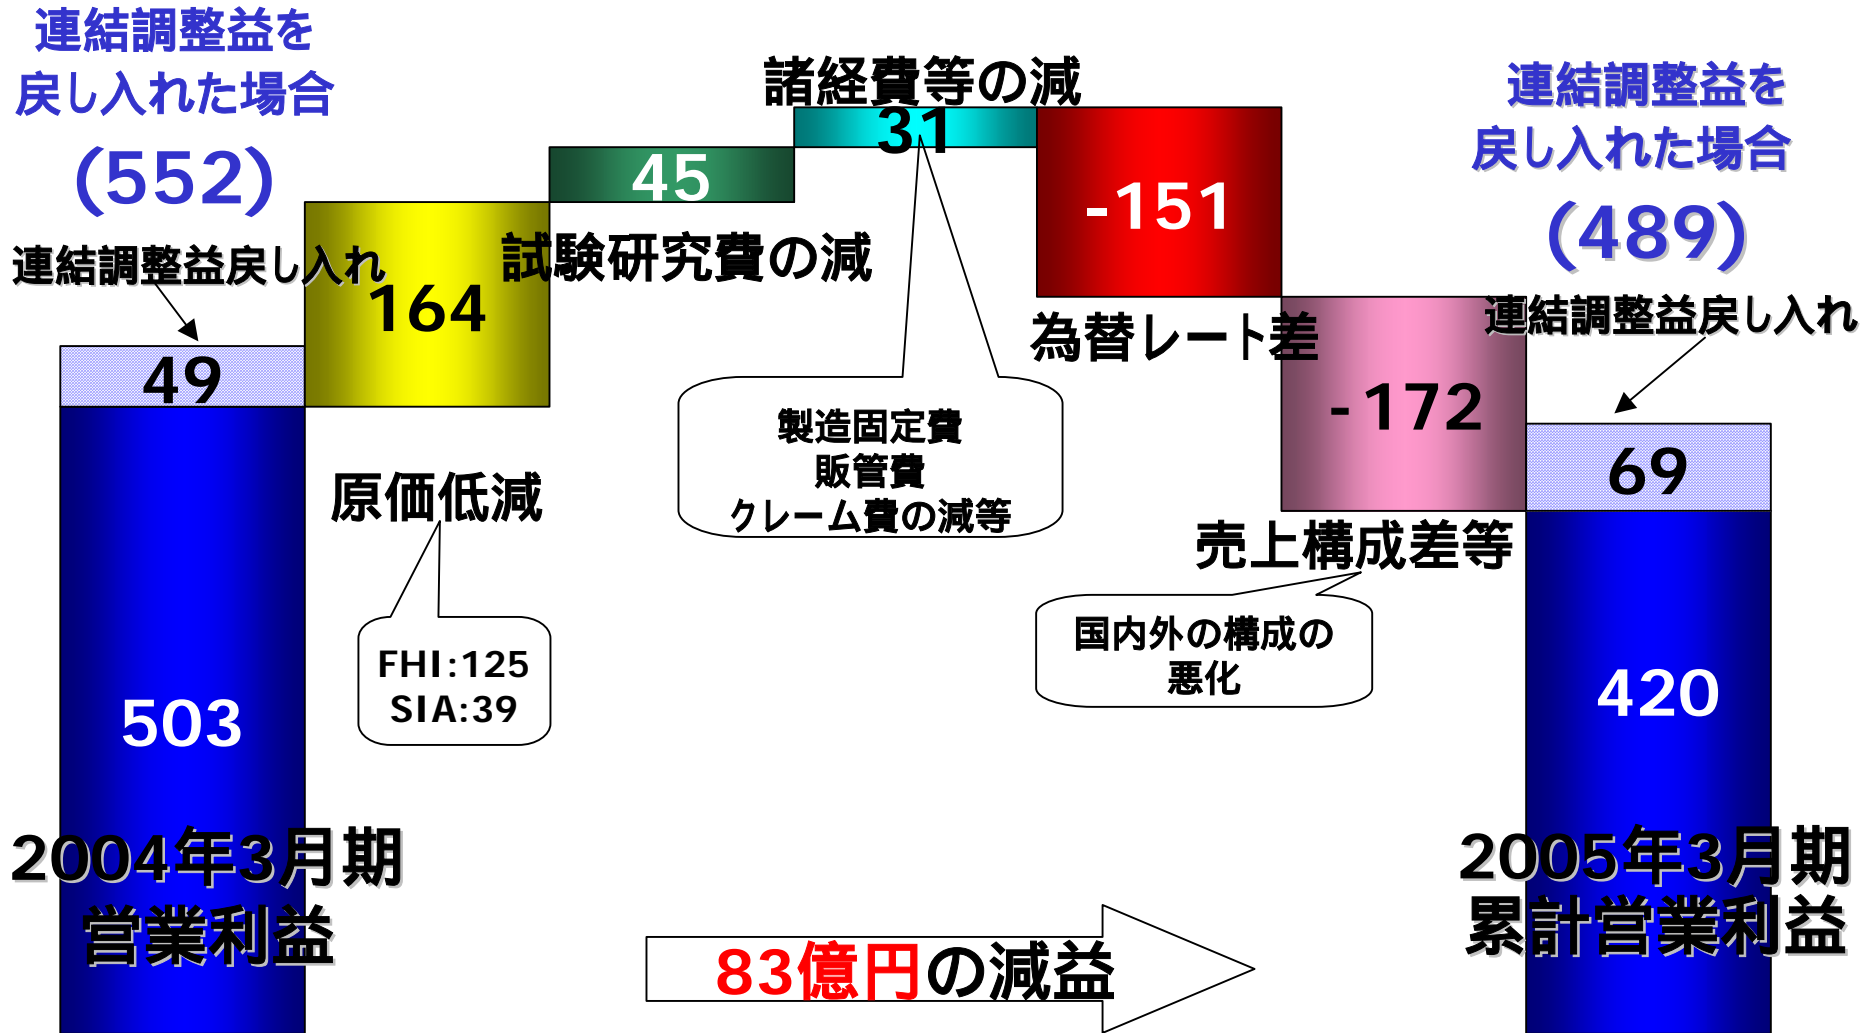 連結調整益を
戻し入れた場合
(552)
連結調整益戻し入れ
49
503
2004年3月期
営業利益
164
原価低減
FHI:125
SIA:39
45
試験研究費の減
諸経費等の減
31
製造固定費
販管費
クレーム費の減等
-151
為替レート差
-172
売上構成差等
国内外の構成の
悪化
連結調整益を
戻し入れた場合
(489)
連結調整益戻し入れ
69
420
2005年3月期
累計営業利益
83億円の減益